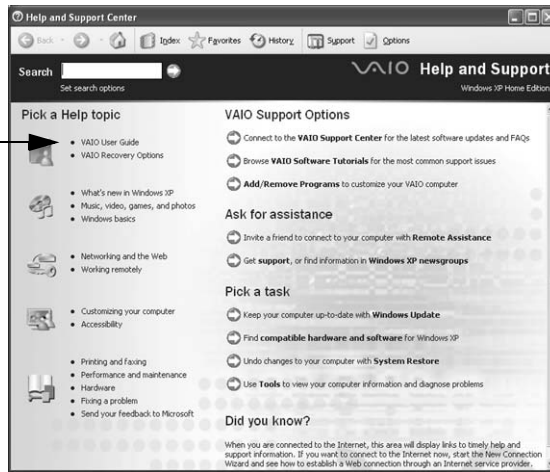 Help and Support Center
Back Index Favorites History Support Options
Search
Set search options
VAIO Help and Support
Windows XP Home Edition
Pick a Help topic
VAIO User Guide
VAIO Recovery Options
What's new in Windows XP
Music, video, games, and photos
Windows basics
Networking and the Web
Working remotely
Customizing your computer
Accessibility
Printing and faxing
Performance and maintenance
Hardware
Fixing a problem
Send your feedback to Microsoft
VAIO Support Options
Connect to the VAIO Support Center for the latest software updates and FAQs
Browse VAIO Software Tutorials for the most common support issues
Add/Remove Programs to customize your VAIO computer
Ask for assistance
Invite a friend to connect to your computer with Remote Assistance
Get support, or find information in Windows XP newsgroups
Pick a task
Keep your computer up-to-date with Windows Update
Find compatible hardware and software for Windows XP
Undo changes to your computer with System Restore
Use Tools to view your computer information and diagnose problems
Did you know?
When you are connected to the Internet, this area will display links to timely help and
support information. If you want to connect to the Internet now, start the New Connection
Wizard and see how to establish a Web connection through an Internet service provider.